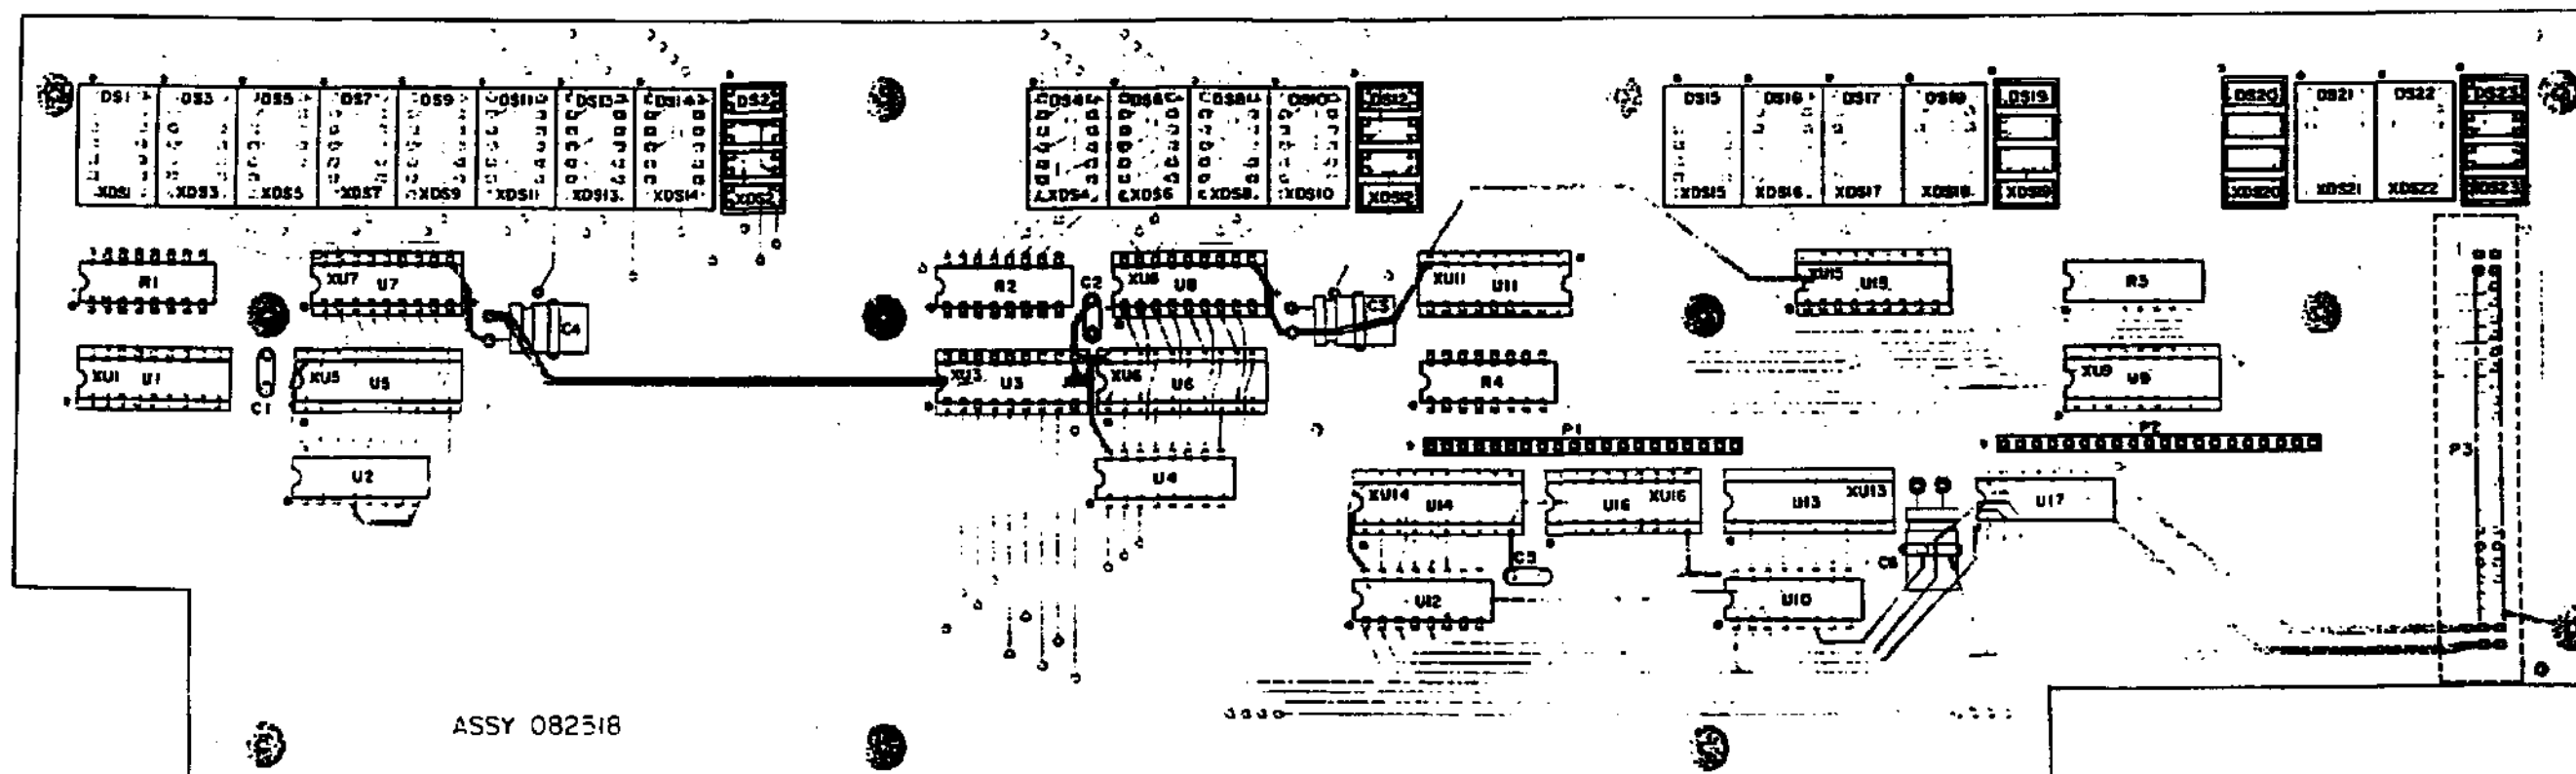 DS1 DS3 DS5 DS7 DS9 DS11 DS13 DS14 DS2 DS4 DS6 DS8 DS10 DS12 DS15 DS16 DS17 DS18 DS19 DS20 DS21 DS22 DS23
XDS1 XDS3 XDS5 XDS7 XDS9 XDS11 XDS13 XDS14 XDS2 XDS4 XDS6 XDS8 XDS10 XDS12 XDS15 XDS16 XDS17 XDS18 XDS19 XDS20 XDS21 XDS22 XDS23
R1 XU7 U7 R2 C2 XU8 U8 XU11 U11 XU15 U15 R3
C4 C3
XU1 U1 XU5 U5 XU3 U3 XU6 U6 R4 XU9 U9
C1
P1 P2
P3
U2 U4
XU14 U14 U16 XU16 U13 XU13 U17
C5 C6
U12 U10